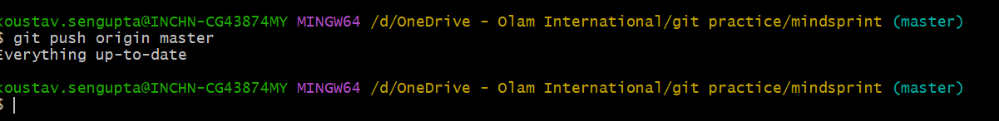 koustav.sengupta@INCHN-CG43874MY MINGW64 /d/OneDrive - Olam International/git practice/mindsprint (master)
$ git push origin master
Everything up-to-date
koustav.sengupta@INCHN-CG43874MY MINGW64 /d/OneDrive - Olam International/git practice/mindsprint (master)
$